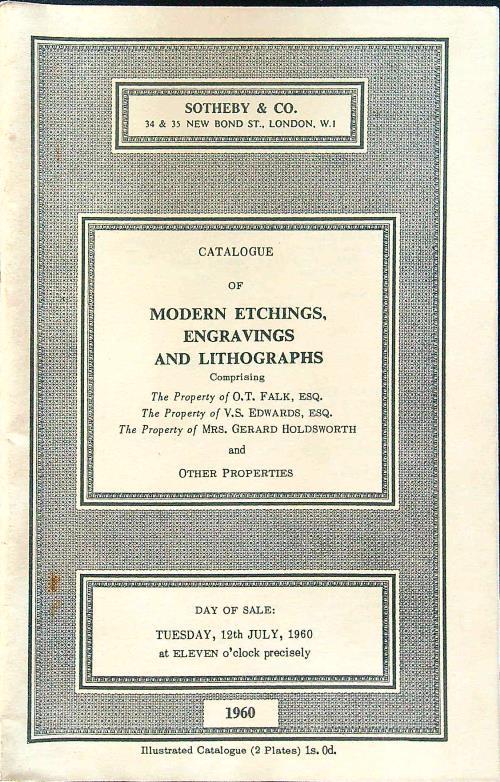 SOTHEBY & CO.
34 & 35 NEW BOND ST., LONDON, W.1
CATALOGUE
OF
MODERN ETCHINGS,
ENGRAVINGS
AND LITHOGRAPHS
Comprising
The Property of O.T. FALK, ESQ.
The Property of V.S. EDWARDS, ESQ.
The Property of MRS. GERARD HOLDSWORTH
and
OTHER PROPERTIES
DAY OF SALE:
TUESDAY, 12th JULY, 1960
at ELEVEN o'clock precisely
1960
Illustrated Catalogue (2 Plates) 1s. 0d.